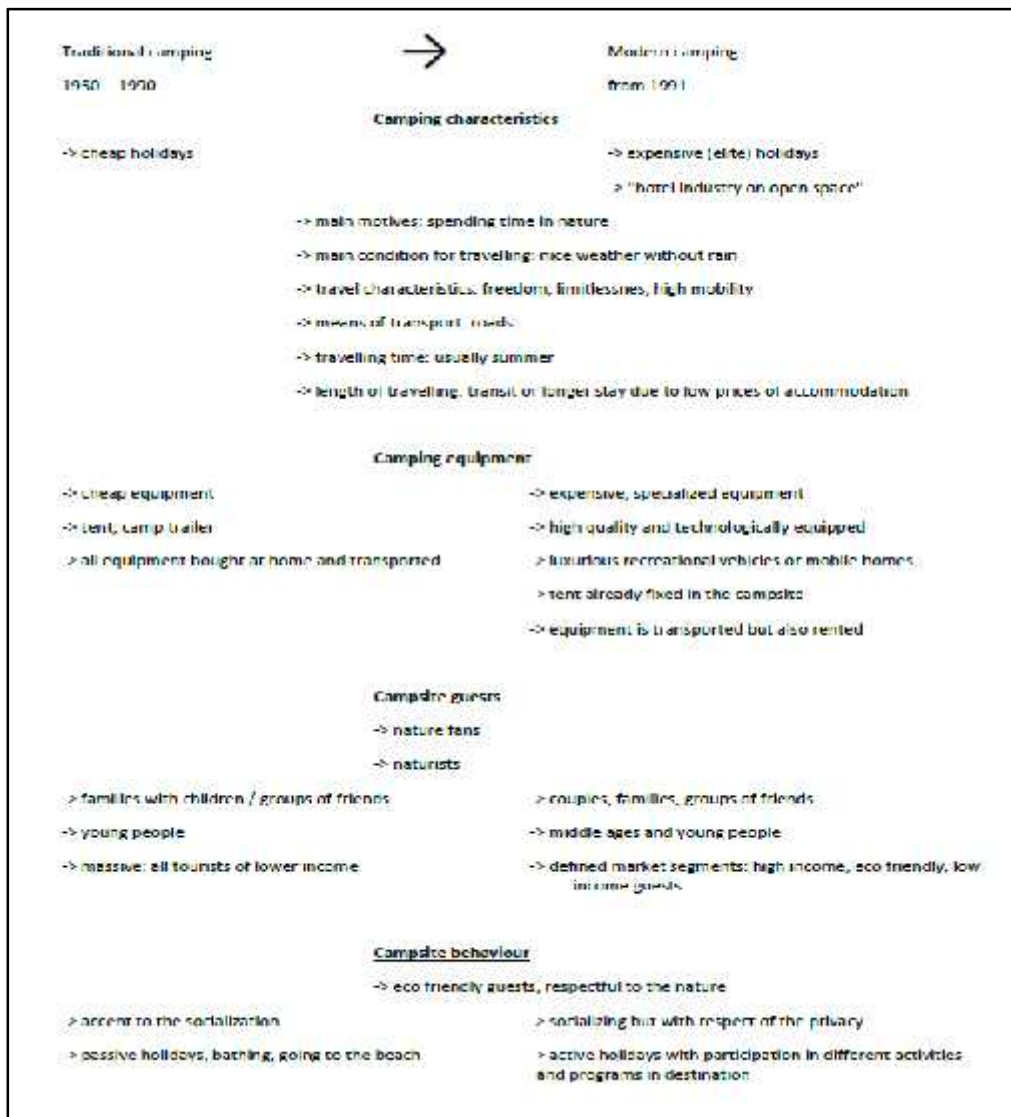 Traditional camping → Modern camping
1950 – 1990 from 1991
Camping characteristics
-> cheap holidays -> expensive (elite) holidays
-> "hotel industry on open space"
-> main motives: spending time in nature
-> main condition for travelling: nice weather without rain
-> travel characteristics: freedom, limitlessnes, high mobility
-> means of transport: roads
-> travelling time: usually summer
-> length of travelling: transit or longer stay due to low prices of accommodation
Camping equipment
-> cheap equipment -> expensive, specialized equipment
-> tent, camp trailer -> high quality and technologically equipped
-> all equipment bought at home and transported -> luxurious recreational vehicles or mobile homes
-> tent already fixed in the campsite
-> equipment is transported but also rented
Campsite guests
-> nature fans
-> naturists
-> families with children / groups of friends -> couples, families, groups of friends
-> young people -> middle ages and young people
-> massive: all tourists of lower income -> defined market segments: high income, eco friendly, low
income guests
Campsite behaviour
-> eco friendly guests, respectful to the nature
-> accent to the socialization -> socializing but with respect of the privacy
-> passive holidays, bathing, going to the beach -> active holidays with participation in different activities
and programs in destination